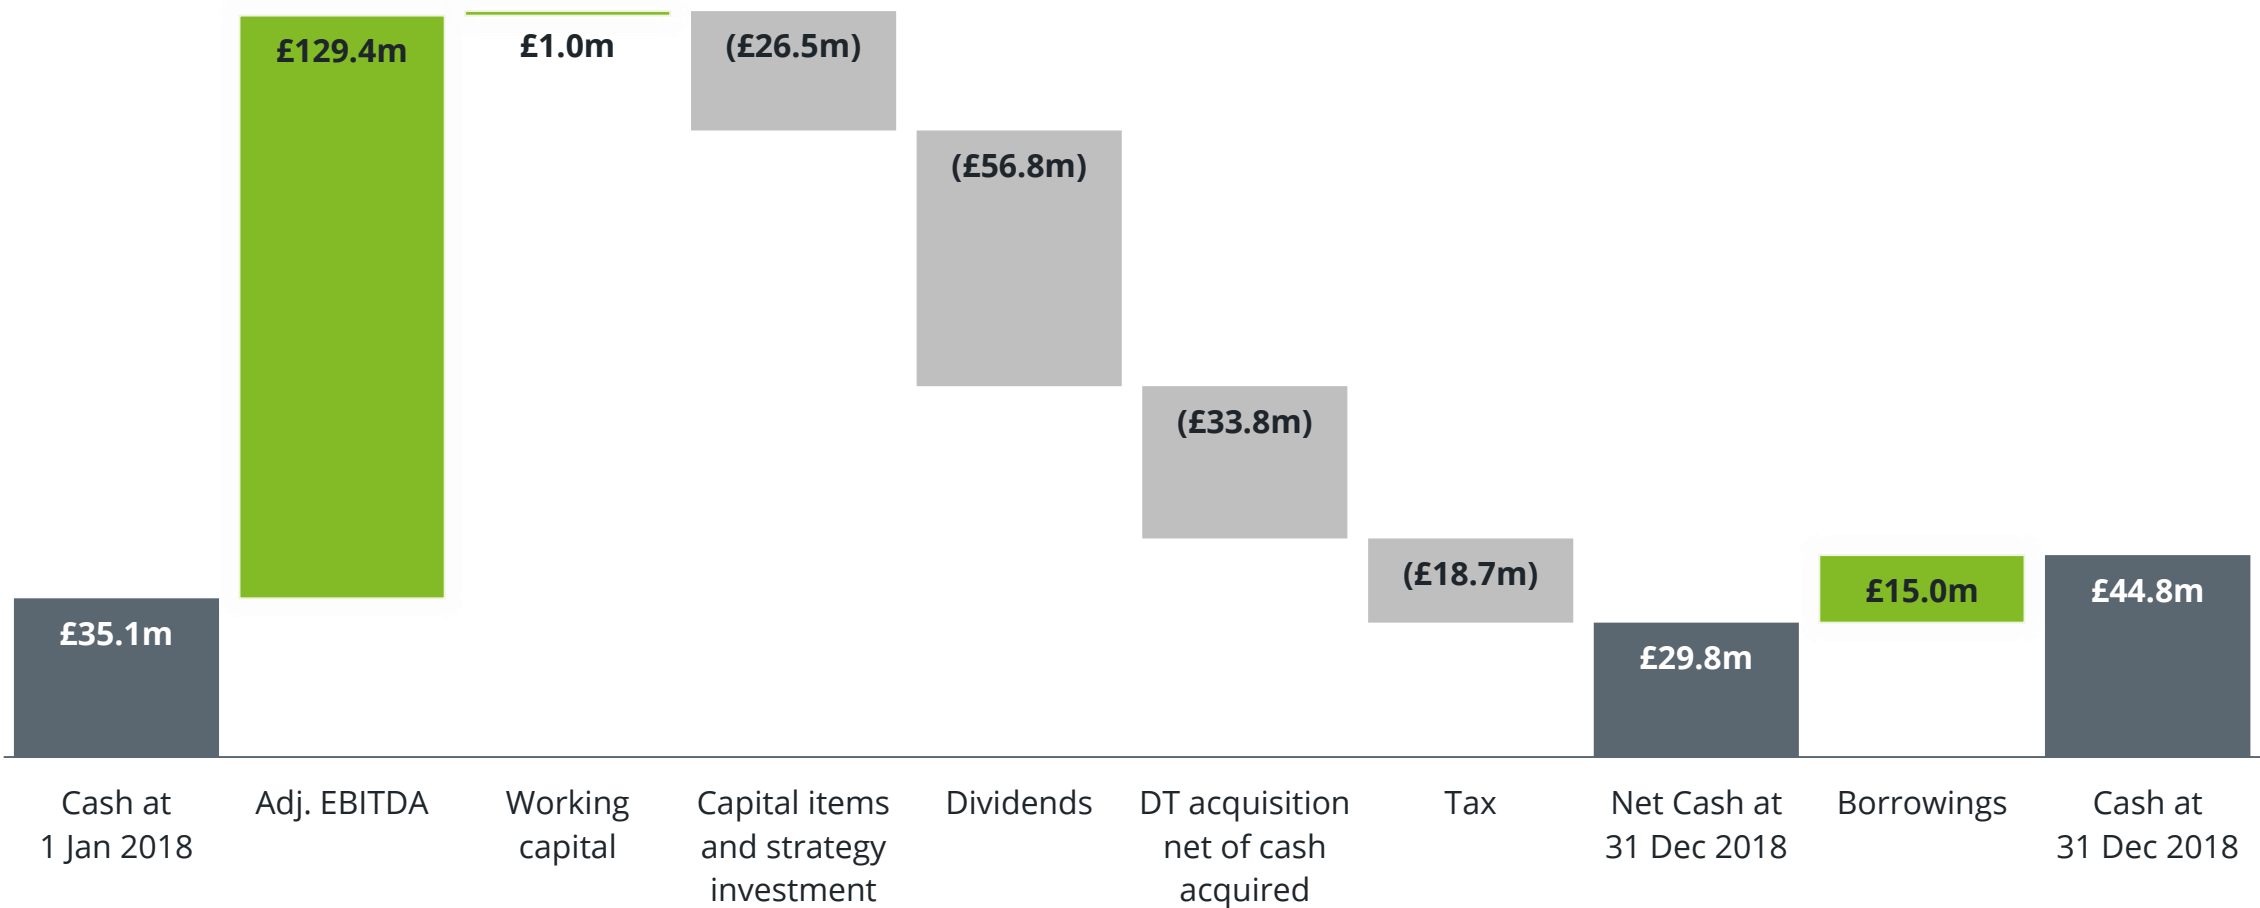 £129.4m
£1.0m
(£26.5m)
(£56.8m)
(£33.8m)
(£18.7m)
£15.0m
£44.8m
£35.1m
£29.8m
Cash at
1 Jan 2018
Adj. EBITDA
Working
capital
Capital items
and strategy
investment
Dividends
DT acquisition
net of cash
acquired
Tax
Net Cash at
31 Dec 2018
Borrowings
Cash at
31 Dec 2018